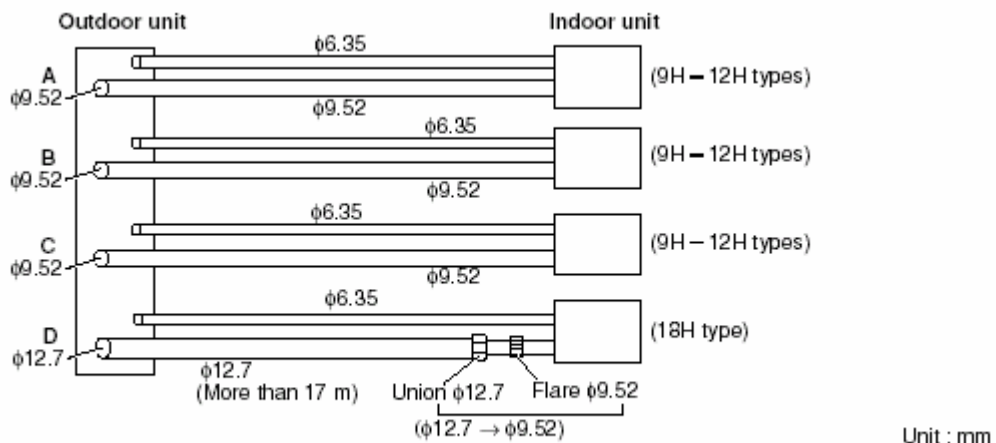 Outdoor unit
Indoor unit
ϕ6.35
A
ϕ9.52
ϕ9.52
(9H – 12H types)
ϕ6.35
B
ϕ9.52
ϕ9.52
(9H – 12H types)
ϕ6.35
C
ϕ9.52
ϕ9.52
(9H – 12H types)
ϕ6.35
D
ϕ12.7
(18H type)
ϕ12.7
(More than 17 m)
Union ϕ12.7
Flare ϕ9.52
(ϕ12.7 → ϕ9.52)
Unit : mm